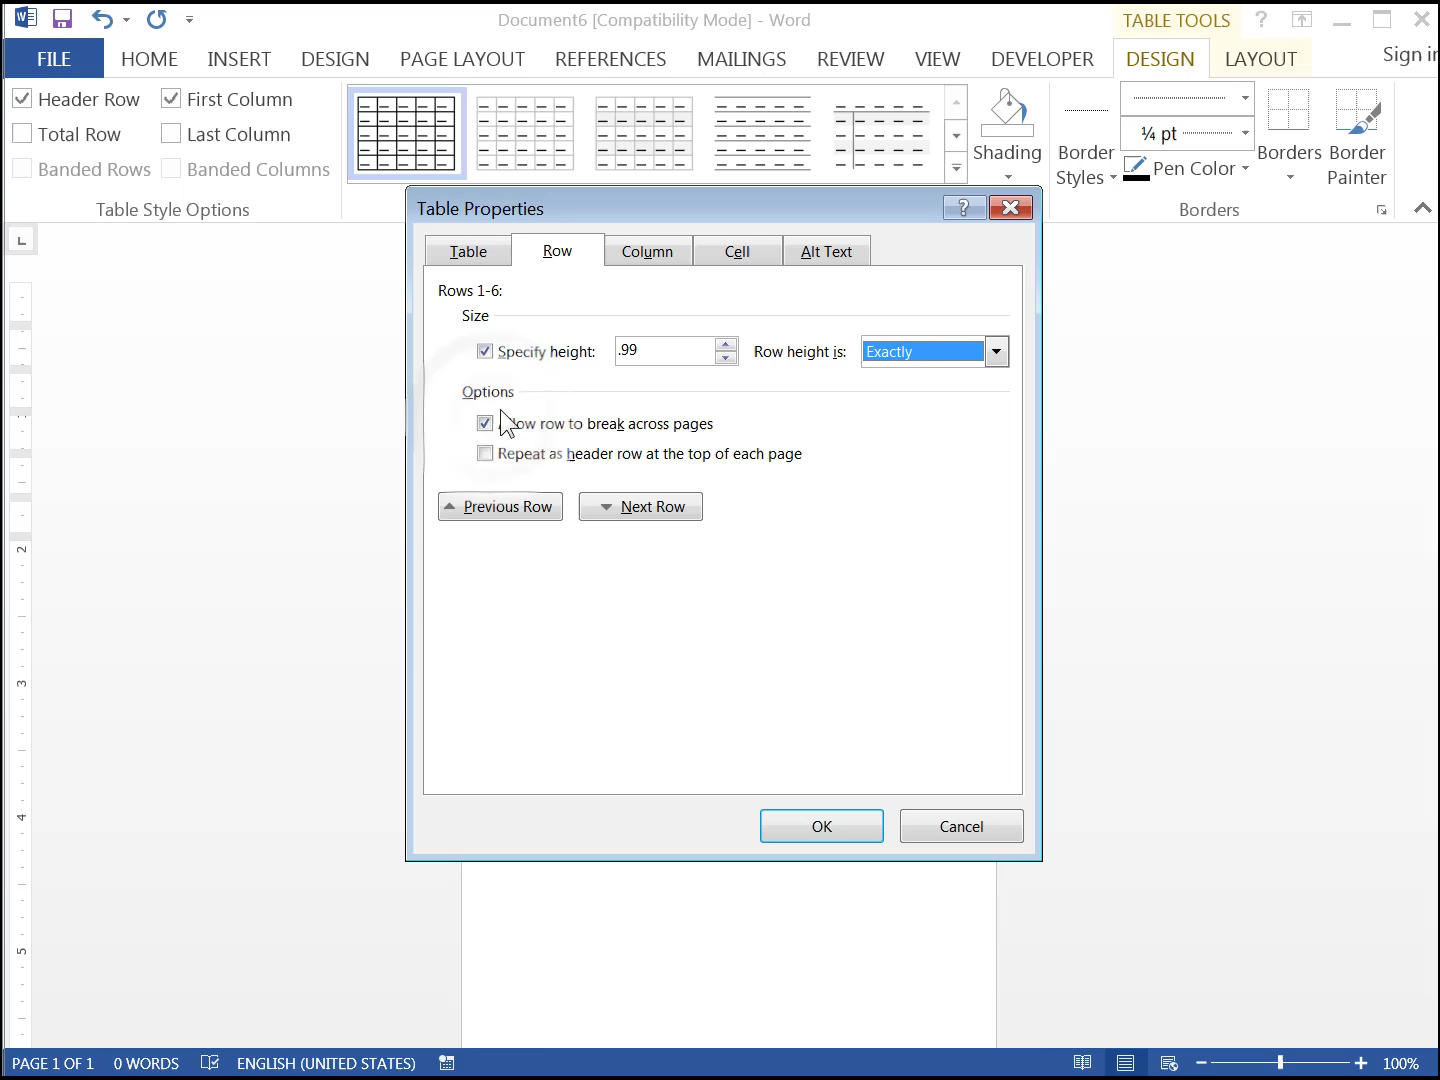 Document6 [Compatibility Mode] - Word
TABLE TOOLS
?
FILE HOME INSERT DESIGN PAGE LAYOUT REFERENCES MAILINGS REVIEW VIEW DEVELOPER DESIGN LAYOUT Sign in
Header Row First Column
Total Row Last Column
Banded Rows Banded Columns
Table Style Options
Shading
Border Styles
¼ pt
Pen Color
Borders
Border Painter
Borders
L
Table Properties
?
Table Row Column Cell Alt Text
Rows 1-6:
Size
Specify height: .99 Row height is: Exactly
Options
row to break across pages
Repeat as header row at the top of each page
Previous Row Next Row
OK Cancel
2
3
4
5
PAGE 1 OF 1 0 WORDS ENGLISH (UNITED STATES) 100%